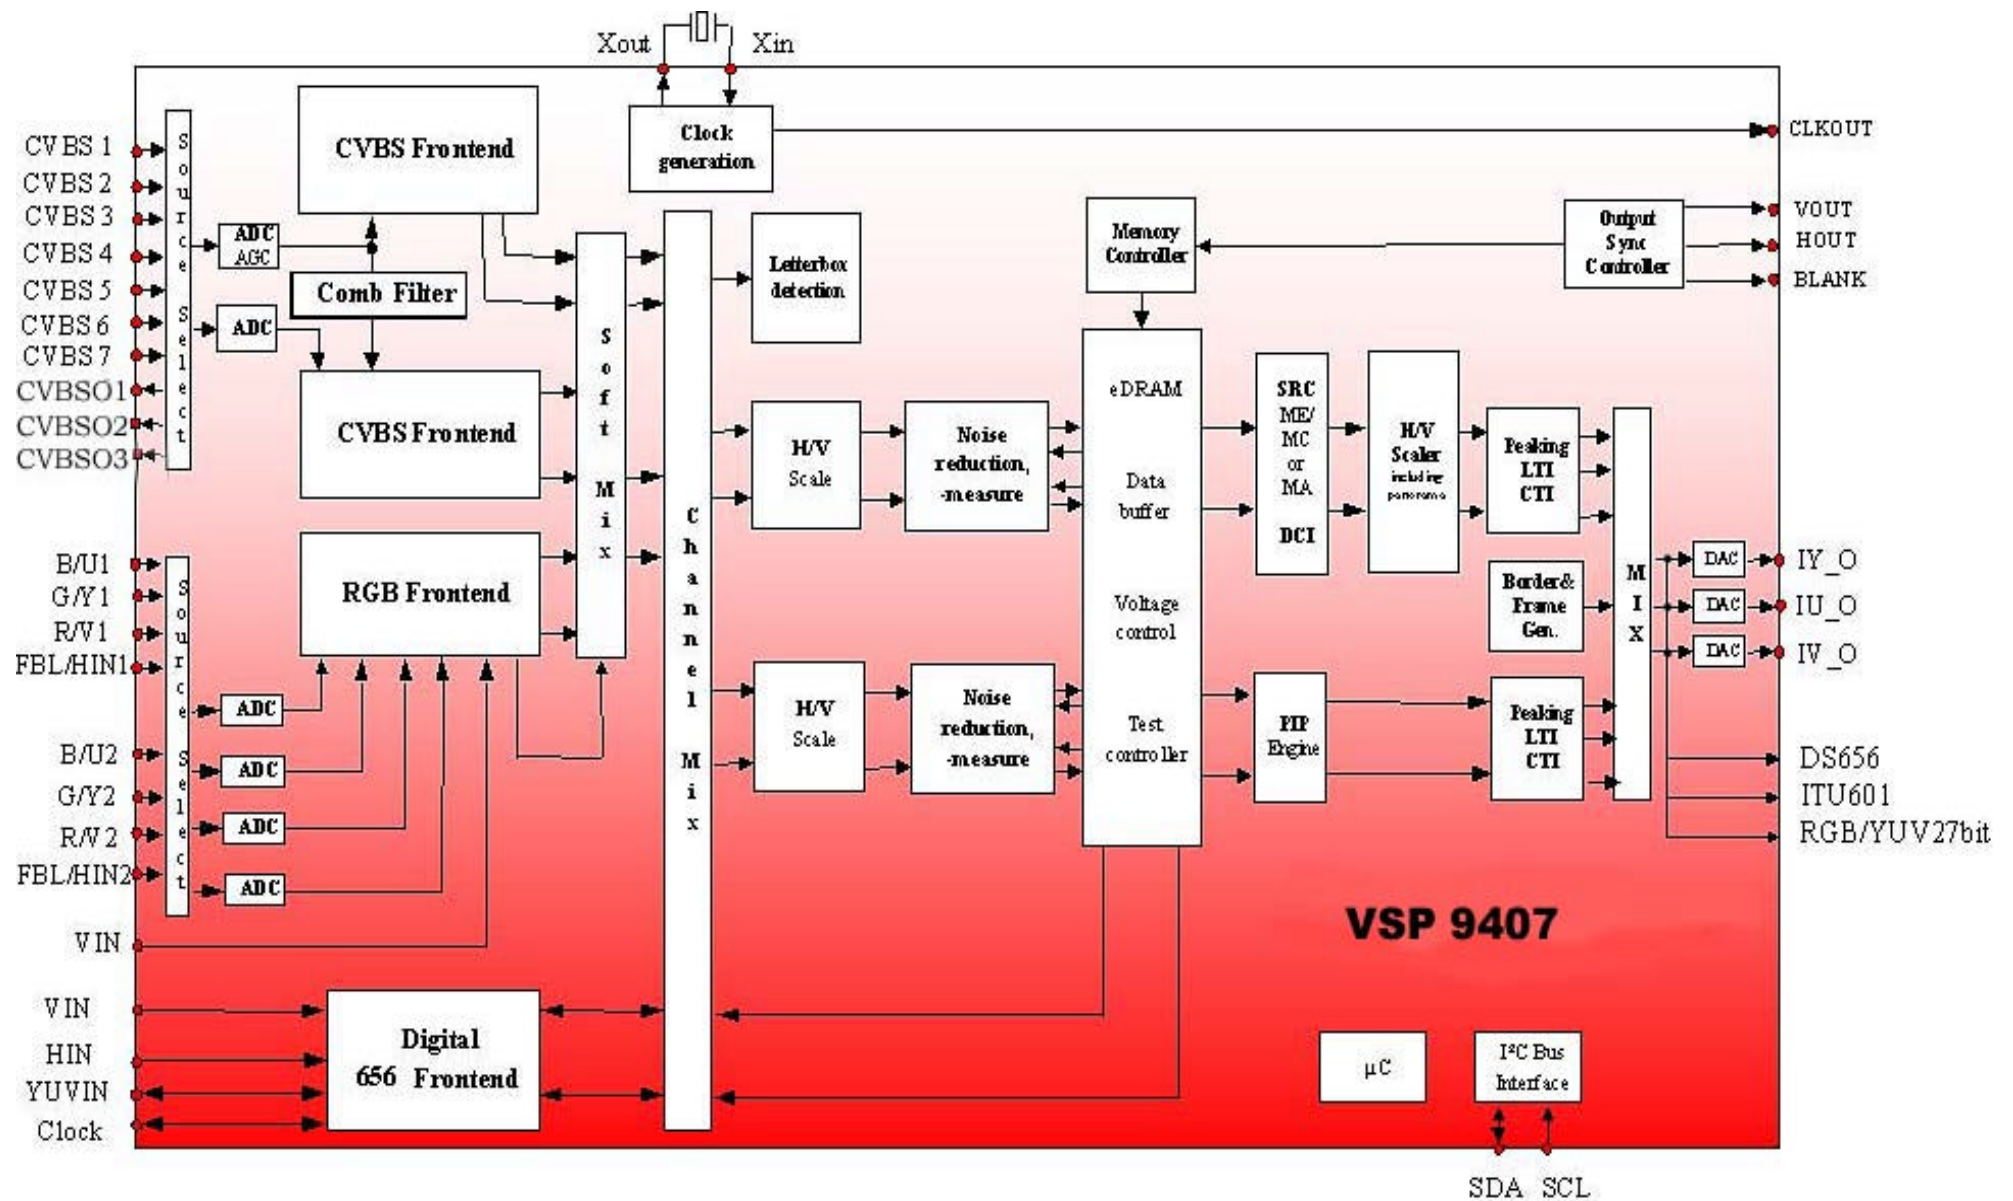 Xout
Xin
CVBS 1
CVBS 2
CVBS 3
CVBS 4
CVBS 5
CVBS 6
CVBS 7
CVBSO1
CVBSO2
CVBSO3
Source Select
ADC
AGC
ADC
CVBS Frontend
Comb Filter
CVBS Frontend
Clock
generation
CLKOUT
Soft Mix
Channel Mix
Letterbox
detection
Memory
Controller
Output
Sync
Controller
VOUT
HOUT
BLANK
H/V
Scale
Noise
reduction,
-measure
eDRAM
Data
buffer
Voltage
control
Test
controller
SRC
ME/
MC
or
MA
DCI
H/V
Scaler
including
panorama
Peaking
LTI
CTI
Border&
Frame
Gen.
MIX
DAC
DAC
DAC
IY_O
IU_O
IV_O
B/U1
G/Y1
R/V1
FBL/HIN1
B/U2
G/Y2
R/V2
FBL/HIN2
VIN
Source Select
ADC
ADC
ADC
ADC
RGB Frontend
H/V
Scale
Noise
reduction,
-measure
PIP
Engine
Peaking
LTI
CTI
DS656
ITU601
RGB/YUV27bit
VSP 9407
VIN
HIN
YUVIN
Clock
Digital
656 Frontend
µC
I²C Bus
Interface
SDA
SCL